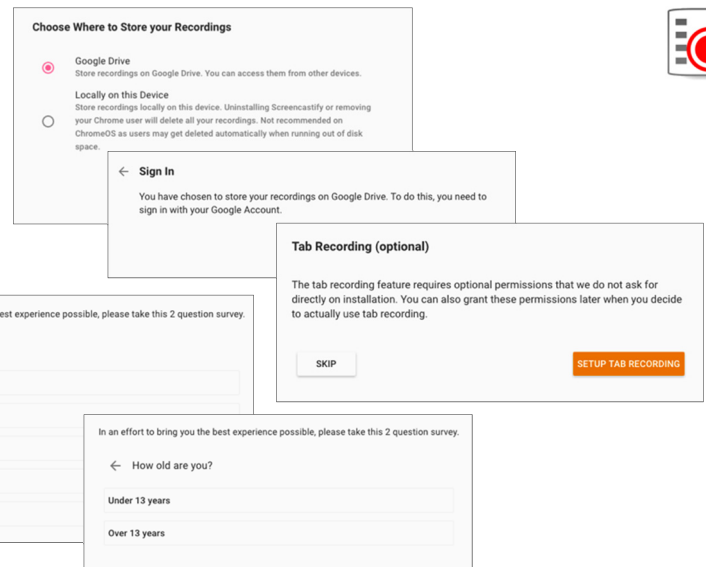 Choose Where to Store your Recordings
Google Drive
Store recordings on Google Drive. You can access them from other devices.
Locally on this Device
Store recordings locally on this device. Uninstalling Screencastify or removing
your Chrome user will delete all your recordings. Not recommended on
ChromeOS as users may get deleted automatically when running out of disk
space.
Sign In
You have chosen to store your recordings on Google Drive. To do this, you need to
sign in with your Google Account.
Tab Recording (optional)
The tab recording feature requires optional permissions that we do not ask for
directly on installation. You can also grant these permissions later when you decide
to actually use tab recording.
SKIP
SETUP TAB RECORDING
est experience possible, please take this 2 question survey.
In an effort to bring you the best experience possible, please take this 2 question survey.
How old are you?
Under 13 years
Over 13 years